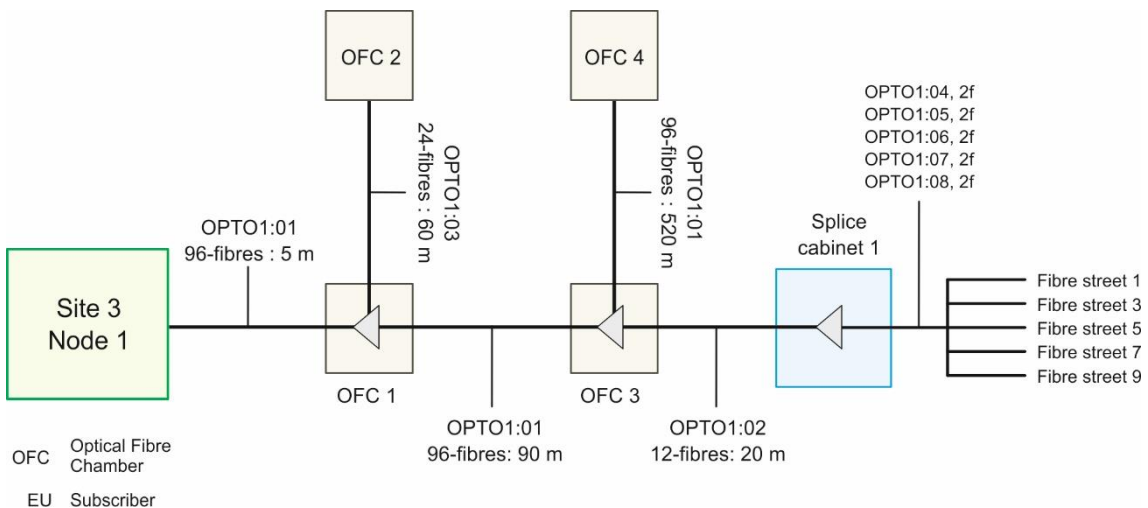 OFC 2
OFC 4
OPTO1:03
24-fibres : 60 m
OPTO1:01
96-fibres : 520 m
OPTO1:04, 2f
OPTO1:05, 2f
OPTO1:06, 2f
OPTO1:07, 2f
OPTO1:08, 2f
OPTO1:01
96-fibres : 5 m
Splice
cabinet 1
Site 3
Node 1
Fibre street 1
Fibre street 3
Fibre street 5
Fibre street 7
Fibre street 9
OFC 1
OFC 3
OPTO1:01
96-fibres: 90 m
OPTO1:02
12-fibres: 20 m
OFC Optical Fibre
Chamber
EU Subscriber